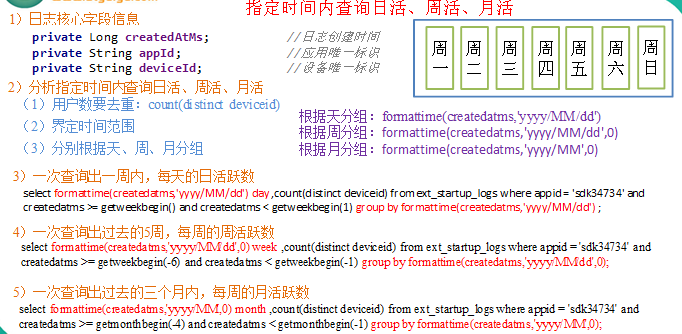 指定时间内查询日活、周活、月活
1）日志核心字段信息
private Long createdAtMs; //日志创建时间
private String appId; //应用唯一标识
private String deviceId; //设备唯一标识
周一 周二 周三 周四 周五 周六 周日
2）分析指定时间内查询日活、周活、月活
（1）用户数要去重：count(distinct deviceid)
（2）界定时间范围
（3）分别根据天、周、月分组
根据天分组：formattime(createdatms,'yyyy/MM/dd')
根据周分组：formattime(createdatms,'yyyy/MM/dd',0)
根据月分组：formattime(createdatms,'yyyy/MM',0)
3）一次查询出一周内，每天的日活跃数
select formattime(createdatms,'yyyy/MM/dd') day ,count(distinct deviceid) from ext_startup_logs where appid = 'sdk34734' and
createdatms >= getweekbegin() and createdatms < getweekbegin(1) group by formattime(createdatms,'yyyy/MM/dd') ;
4）一次查询出过去的5周，每周的周活跃数
select formattime(createdatms,'yyyy/MM/dd',0) week ,count(distinct deviceid) from ext_startup_logs where appid = 'sdk34734' and
createdatms >= getweekbegin(-6) and createdatms < getweekbegin(-1) group by formattime(createdatms,'yyyy/MM/dd',0);
5）一次查询出过去的三个月内，每周的月活跃数
select formattime(createdatms,'yyyy/MM',0) month ,count(distinct deviceid) from ext_startup_logs where appid = 'sdk34734' and
createdatms >= getmonthbegin(-4) and createdatms < getmonthbegin(-1) group by formattime(createdatms,'yyyy/MM',0);